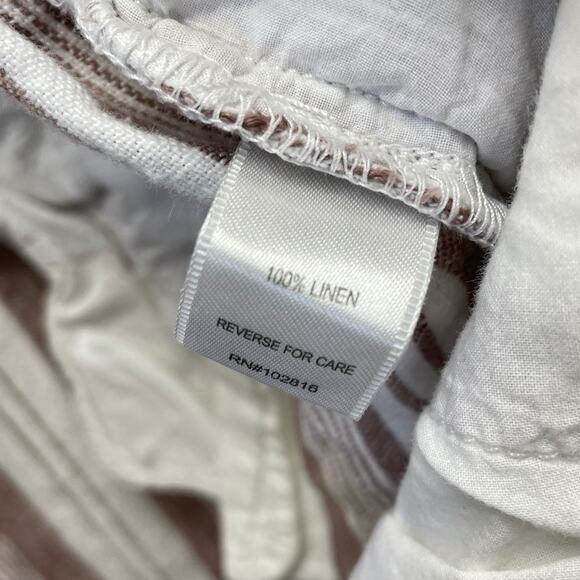 100% LINEN
REVERSE FOR CARE
RN#102816